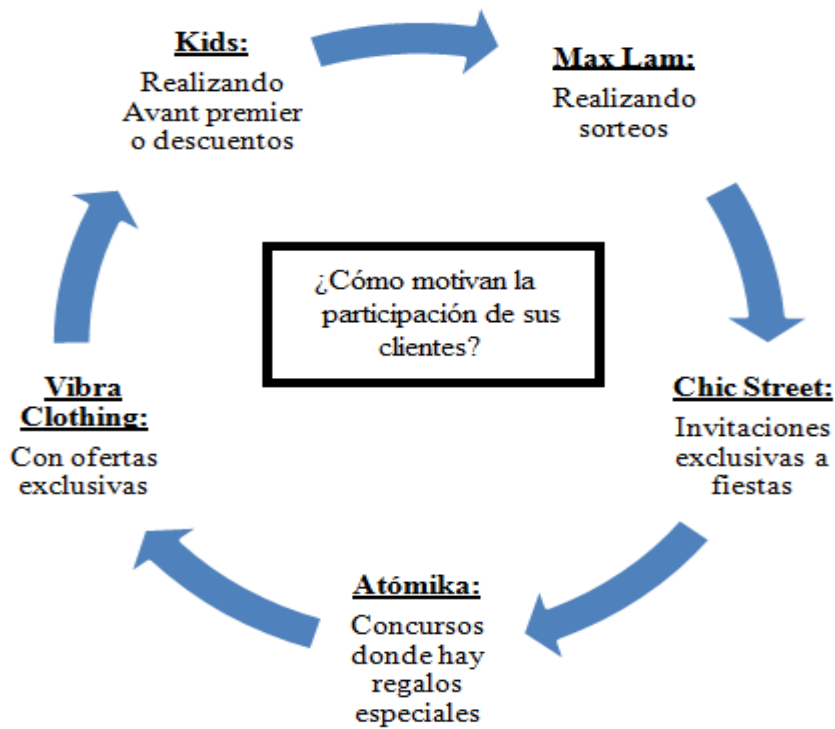 Kids:
Realizando
Avant premier
o descuentos
Max Lam:
Realizando
sorteos
¿Cómo motivan la
participación de sus
clientes?
Chic Street:
Invitaciones
exclusivas a
fiestas
Atómika:
Concursos
donde hay
regalos
especiales
Vibra
Clothing:
Con ofertas
exclusivas